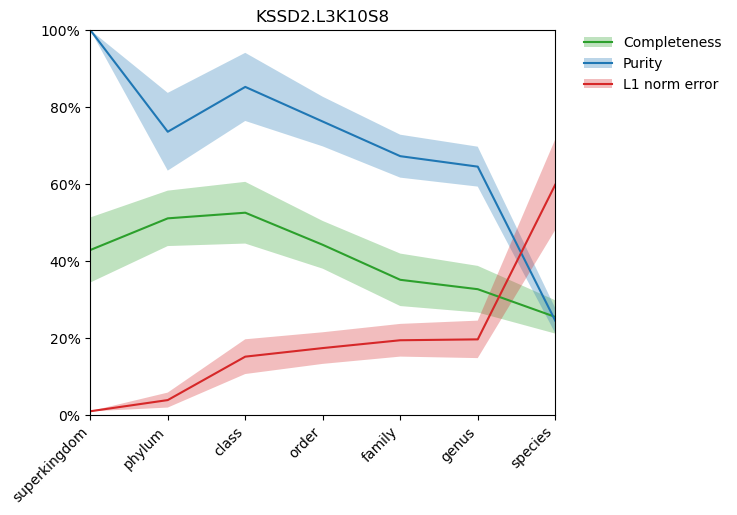 KSSD2.L3K10S8
100%
80%
60%
40%
20%
0%
superkingdom
phylum
class
order
family
genus
species
Completeness
Purity
L1 norm error